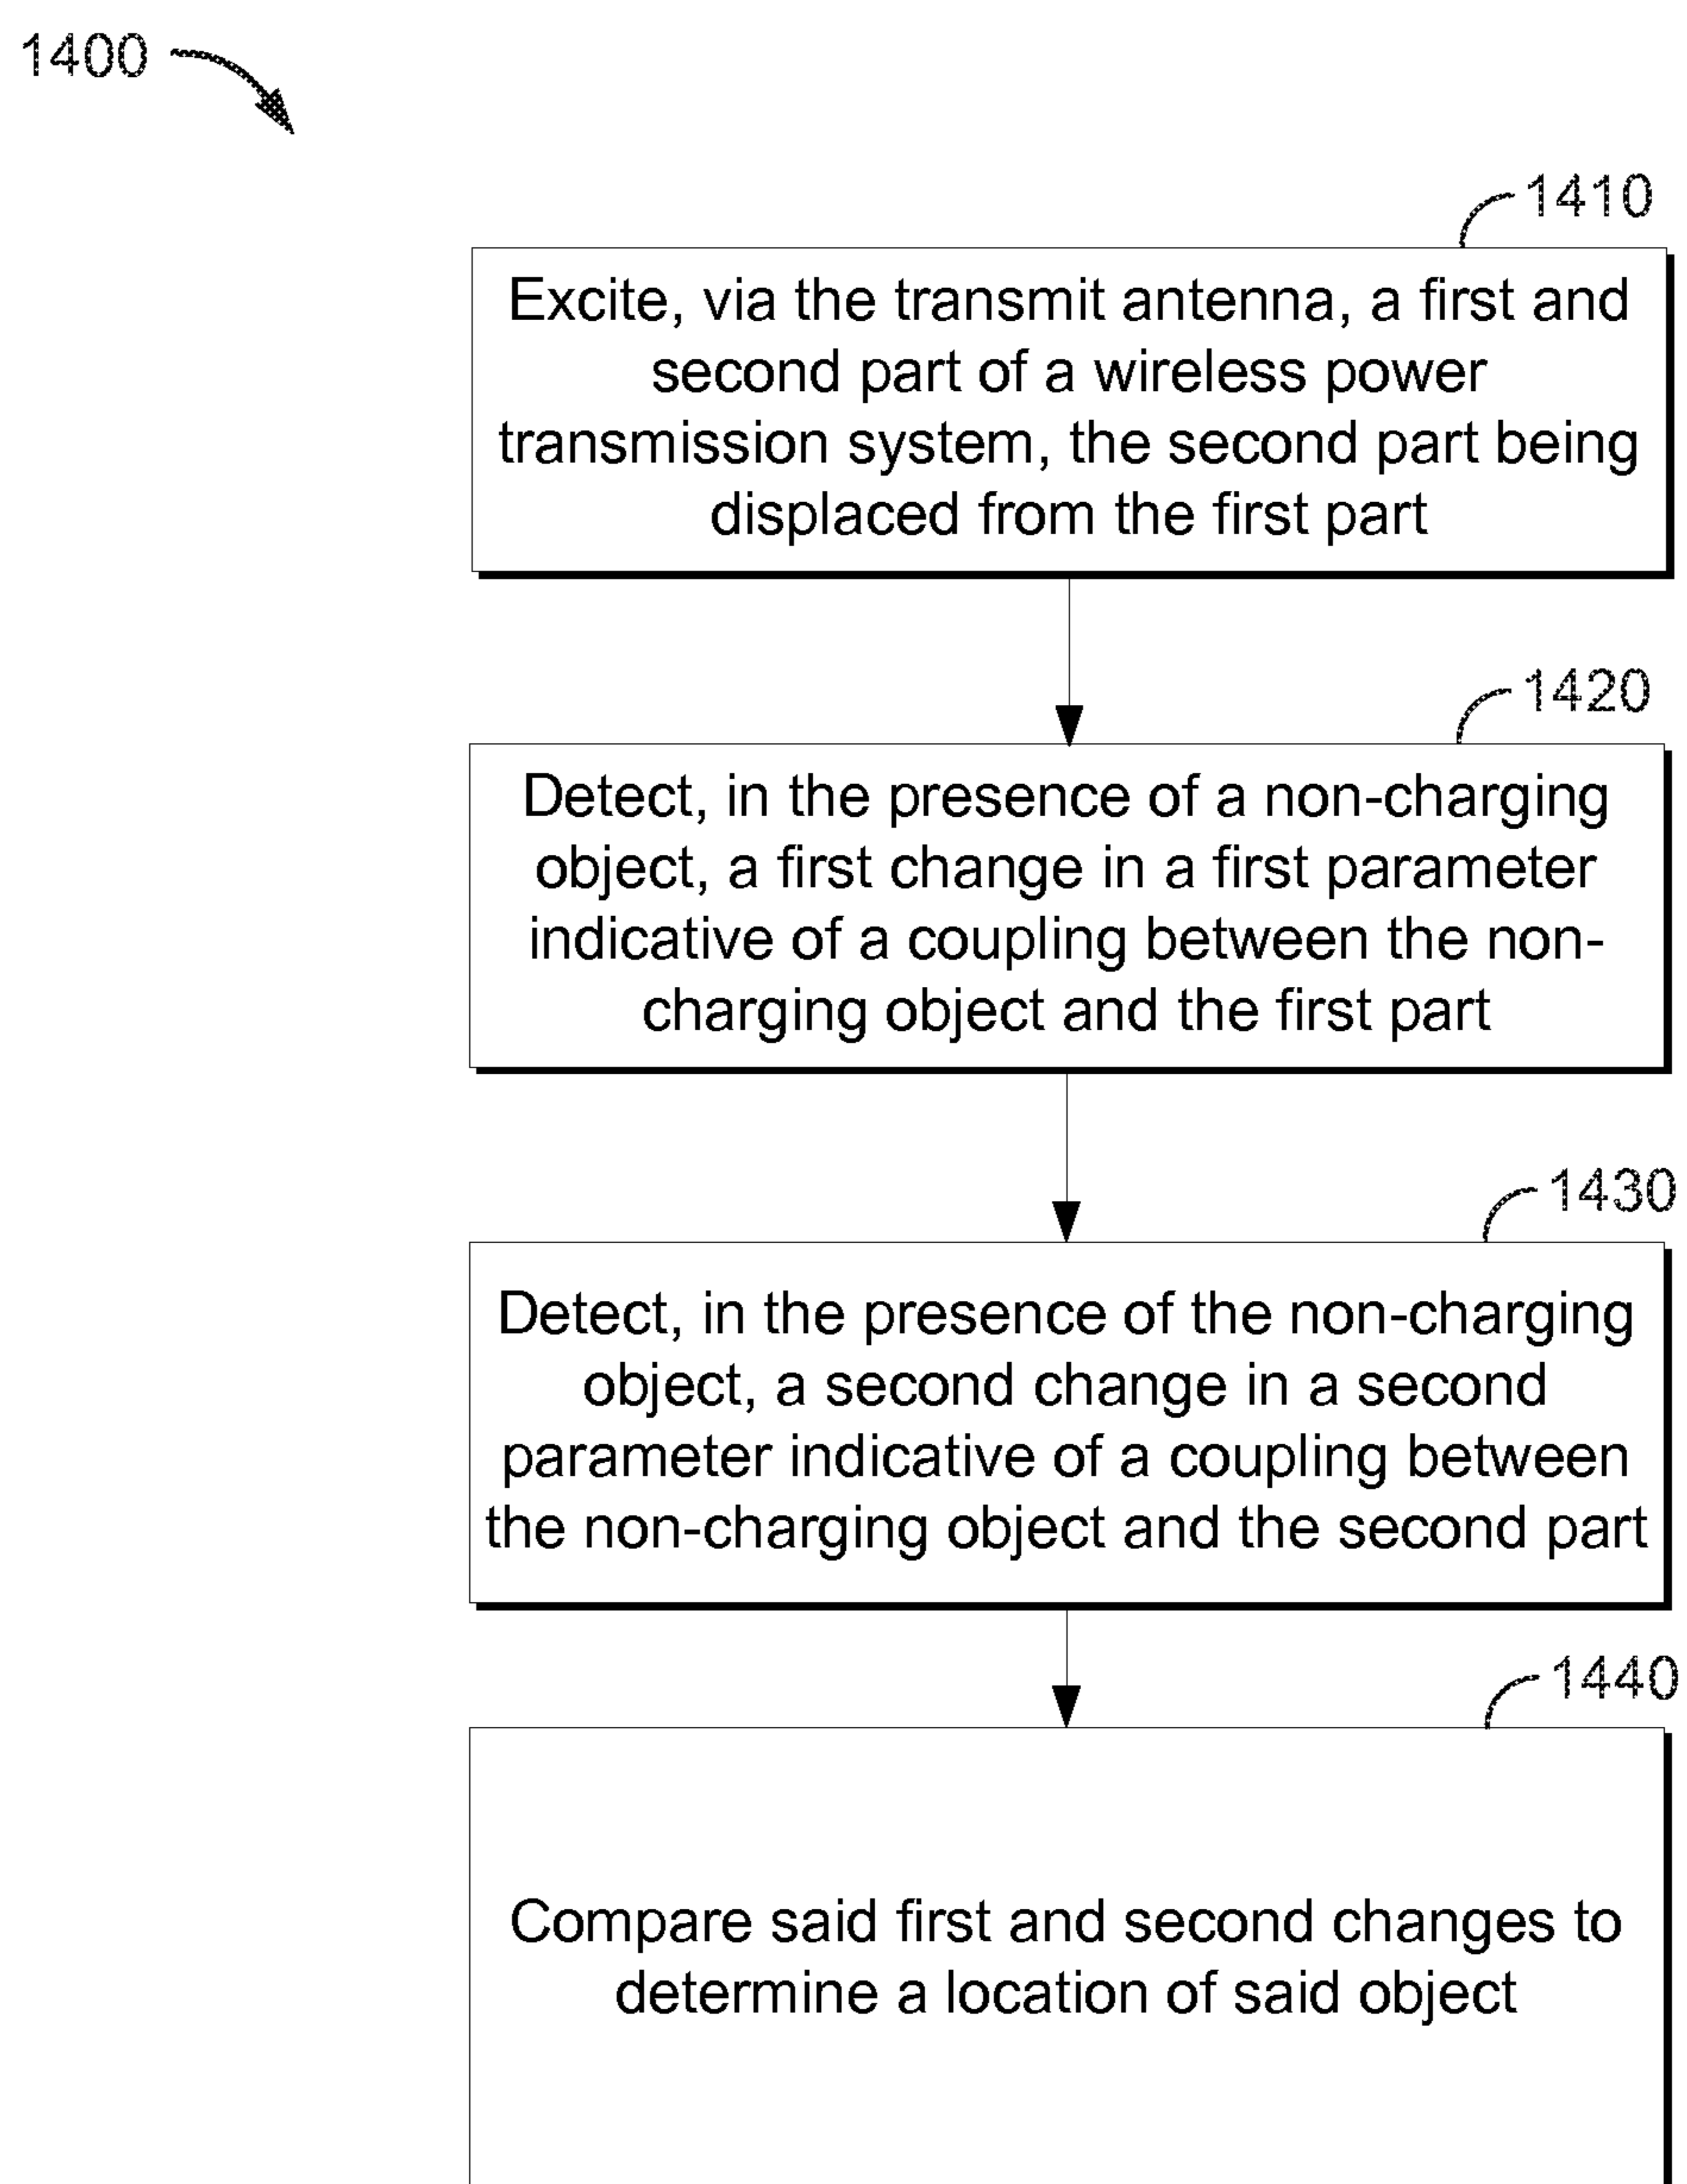 1400
1410
Excite, via the transmit antenna, a first and
second part of a wireless power
transmission system, the second part being
displaced from the first part
1420
Detect, in the presence of a non-charging
object, a first change in a first parameter
indicative of a coupling between the non-
charging object and the first part
1430
Detect, in the presence of the non-charging
object, a second change in a second
parameter indicative of a coupling between
the non-charging object and the second part
1440
Compare said first and second changes to
determine a location of said object